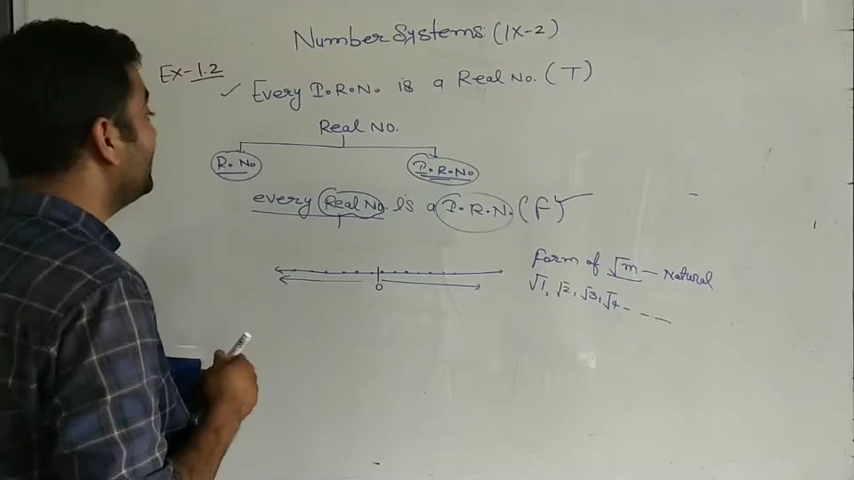 Number Systems (IX-2)
Ex-1.2
✓ Every I.R.No. is a Real No. (T)
Real NO.
R. No
I.R.No
every Real No. is a I.R.N. (F)
0
Form of √m - Natural
√1, √2, √3, √4 - - -